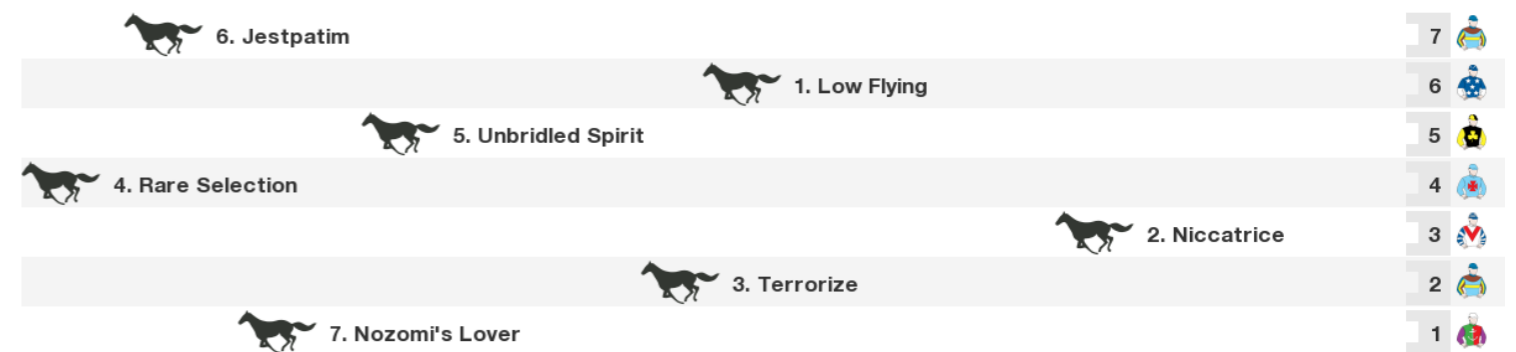 6. Jestpatim 7
1. Low Flying 6
5. Unbridled Spirit 5
4. Rare Selection 4
2. Niccatrice 3
3. Terrorize 2
7. Nozomi's Lover 1